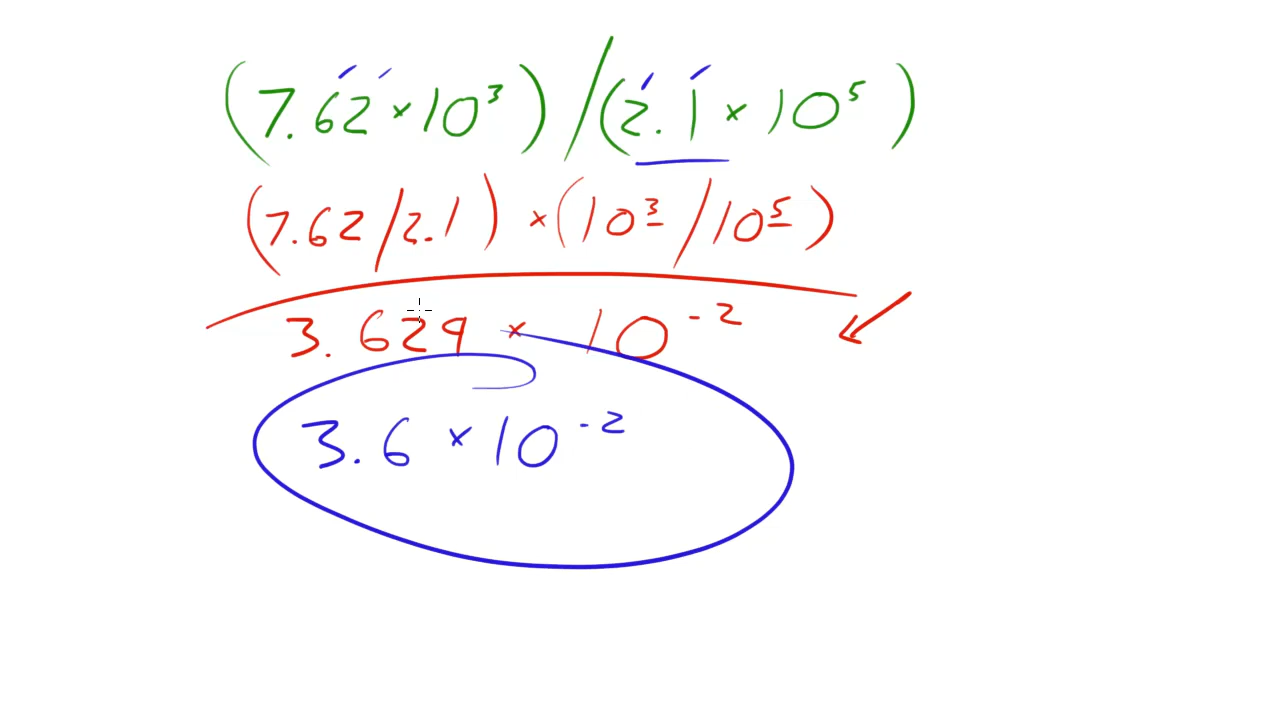 (7.62 × 10³) / (2.1 × 10⁵)
(7.62 / 2.1) × (10³ / 10⁵)
3.629 × 10⁻²
3.6 × 10⁻²